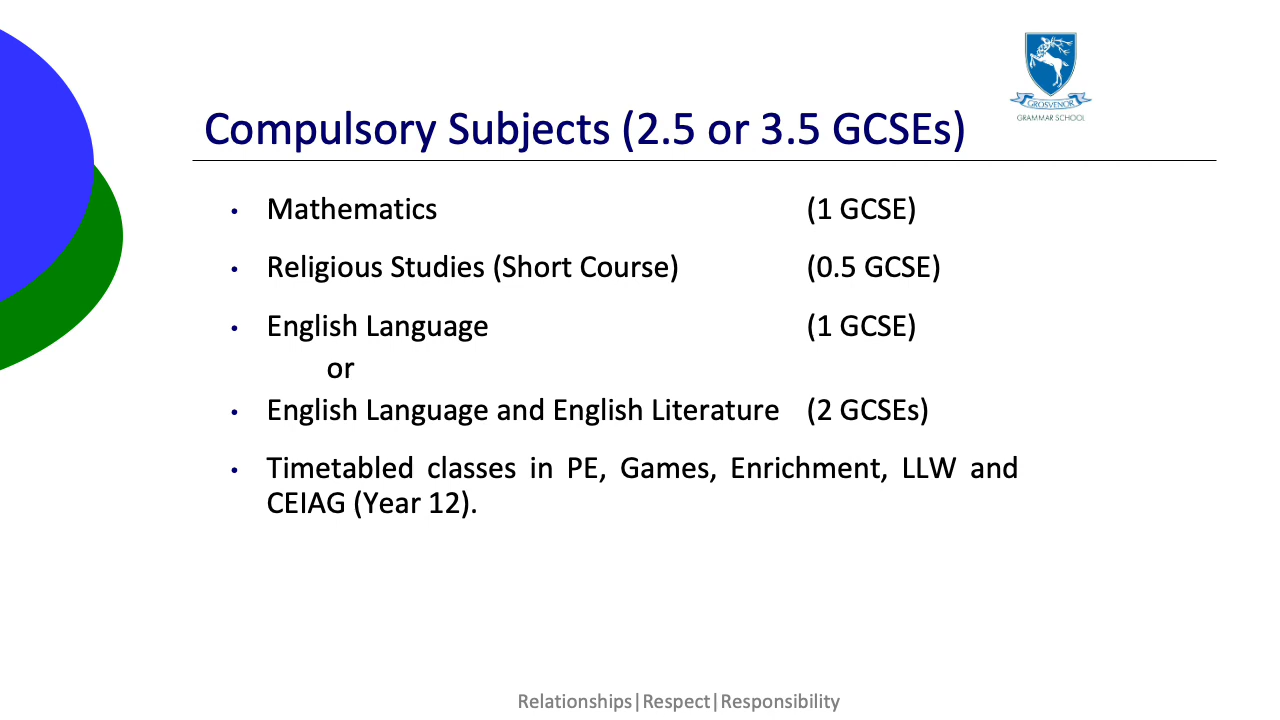 GROSVENOR
GRAMMAR SCHOOL
Compulsory Subjects (2.5 or 3.5 GCSEs)
• Mathematics (1 GCSE)
• Religious Studies (Short Course) (0.5 GCSE)
• English Language (1 GCSE)
or
• English Language and English Literature (2 GCSEs)
• Timetabled classes in PE, Games, Enrichment, LLW and
CEIAG (Year 12).
Relationships|Respect|Responsibility